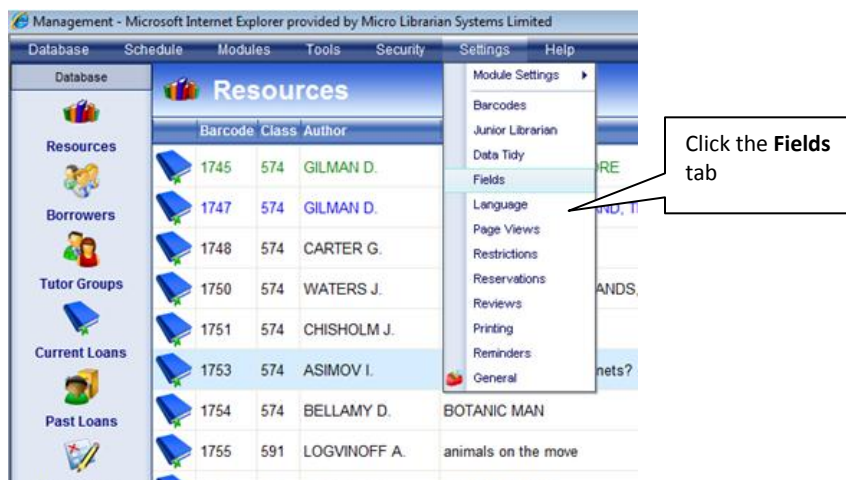 Management - Microsoft Internet Explorer provided by Micro Librarian Systems Limited
Database Schedule Modules Tools Security Settings Help
Database
Resources
Borrowers
Tutor Groups
Current Loans
Past Loans
Resources
Barcode Class Author
1745 574 GILMAN D. RE
1747 574 GILMAN D. AND, T
1748 574 CARTER G.
1750 574 WATERS J. ANDS,
1751 574 CHISHOLM J.
1753 574 ASIMOV I. nets?
1754 574 BELLAMY D. BOTANIC MAN
1755 591 LOGVINOFF A. animals on the move
Module Settings
Barcodes
Junior Librarian
Data Tidy
Fields
Language
Page Views
Restrictions
Reservations
Reviews
Printing
Reminders
General
Click the Fields
tab